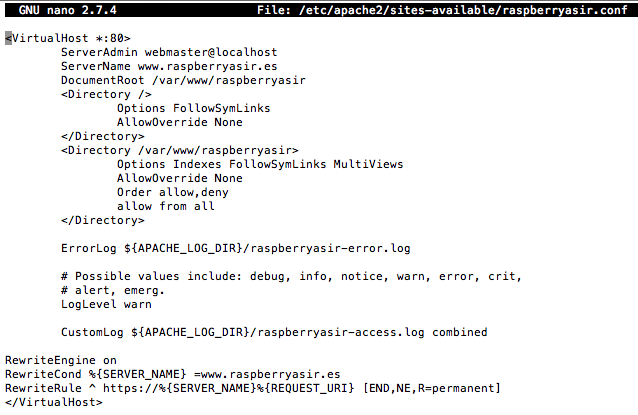 GNU nano 2.7.4 File: /etc/apache2/sites-available/raspberryasir.conf
<VirtualHost *:80>
ServerAdmin webmaster@localhost
ServerName www.raspberryasir.es
DocumentRoot /var/www/raspberryasir
<Directory />
Options FollowSymLinks
AllowOverride None
</Directory>
<Directory /var/www/raspberryasir>
Options Indexes FollowSymLinks MultiViews
AllowOverride None
Order allow,deny
allow from all
</Directory>
ErrorLog ${APACHE_LOG_DIR}/raspberryasir-error.log
# Possible values include: debug, info, notice, warn, error, crit,
# alert, emerg.
LogLevel warn
CustomLog ${APACHE_LOG_DIR}/raspberryasir-access.log combined
RewriteEngine on
RewriteCond %{SERVER_NAME} =www.raspberryasir.es
RewriteRule ^ https://%{SERVER_NAME}%{REQUEST_URI} [END,NE,R=permanent]
</VirtualHost>